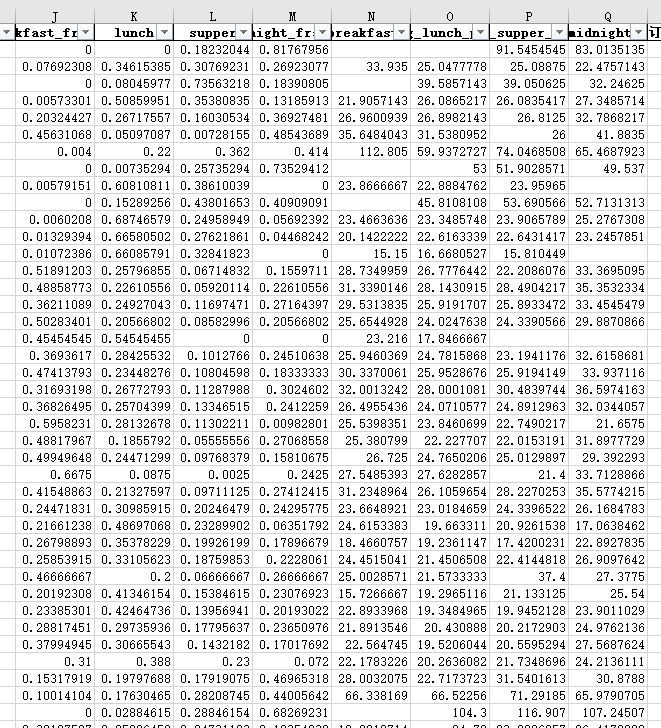 J K L M N O P Q
kfast_fr lunch supper night_fr breakfas _lunch_ supper_ midnight 订
0 0 0.18232044 0.81767956 91.5454545 83.0135135
0.07692308 0.34615385 0.30769231 0.26923077 33.935 25.0477778 25.08875 22.4757143
0 0.08045977 0.73563218 0.18390805 39.5857143 39.050625 32.24625
0.00573301 0.50859951 0.35380835 0.13185913 21.9057143 26.0865217 26.0835417 27.3485714
0.20324427 0.26717557 0.16030534 0.36927481 26.9600939 26.8982143 26.8125 32.7868217
0.45631068 0.05097087 0.00728155 0.48543689 35.6484043 31.5380952 26 41.8835
0.004 0.22 0.362 0.414 112.805 59.9372727 74.0468508 65.4687923
0 0.00735294 0.25735294 0.73529412 53 51.9028571 49.537
0.00579151 0.60810811 0.38610039 0 23.8666667 22.8884762 23.95965
0 0.15289256 0.43801653 0.40909091 45.8108108 53.690566 52.7131313
0.0060208 0.68746579 0.24958949 0.05692392 23.4663636 23.3485748 23.9065789 25.2767308
0.01329394 0.66580502 0.27621861 0.04468242 20.1422222 22.6163339 22.6431417 23.2457851
0.01072386 0.66085791 0.32841823 0 15.15 16.6680527 15.810449
0.51891203 0.25796855 0.06714832 0.1559711 28.7349959 26.7776442 22.2086076 33.3695095
0.48858773 0.22610556 0.05920114 0.22610556 31.3390146 28.1430915 28.4904217 35.3532334
0.36211089 0.24927043 0.11697471 0.27164397 29.5313835 25.9191707 25.8933472 33.4545479
0.50283401 0.20566802 0.08582996 0.20566802 25.6544928 24.0247638 24.3390566 29.8870866
0.45454545 0.54545455 0 0 23.216 17.8466667
0.3693617 0.28425532 0.1012766 0.24510638 25.9460369 24.7815868 23.1941176 32.6158681
0.47413793 0.23448276 0.10804598 0.18333333 30.3370061 25.9528676 25.9194149 33.937116
0.31693198 0.26772793 0.11287988 0.3024602 32.0013242 28.0001081 30.4839744 36.5974163
0.36826495 0.25704399 0.13346515 0.2412259 26.4955436 24.0710577 24.8912963 32.0344057
0.5958231 0.28132678 0.11302211 0.00982801 25.5398351 23.8460699 22.7490217 21.6575
0.48817967 0.1855792 0.05555556 0.27068558 25.380799 22.227707 22.0153191 31.8977729
0.49949648 0.24471299 0.09768379 0.15810675 26.725 24.7650206 25.0129897 29.392293
0.6675 0.0875 0.0025 0.2425 27.5485393 27.6282857 21.4 33.7128866
0.41548863 0.21327597 0.09711125 0.27412415 31.2348964 26.1059654 28.2270253 35.5774215
0.24471831 0.30985915 0.20246479 0.24295775 23.6648921 23.0184659 24.3396522 26.1684783
0.21661238 0.48697068 0.23289902 0.06351792 24.6153383 19.663311 20.9261538 17.0638462
0.26798893 0.35378229 0.19926199 0.17896679 18.4660757 19.2361147 17.4200231 22.8927835
0.25853915 0.33105623 0.18759853 0.2228061 24.4515041 21.4506508 22.4144818 26.9097642
0.46666667 0.2 0.06666667 0.26666667 25.0028571 21.5733333 37.4 27.3775
0.20192308 0.41346154 0.15384615 0.23076923 15.7266667 19.2965116 21.133125 25.54
0.23385301 0.42464736 0.13956941 0.20193022 22.8933968 19.3484965 19.9452128 23.9011029
0.28817451 0.29735936 0.17795637 0.23650976 21.8913546 20.430888 20.2172903 24.9762136
0.37994945 0.30665543 0.1432182 0.17017692 22.564745 19.5206044 20.5595294 27.5687624
0.31 0.388 0.23 0.072 22.1783226 20.2636082 21.7348696 24.2136111
0.15317919 0.19797688 0.17919075 0.46965318 28.0032075 22.7173723 31.5401613 30.8788
0.10014104 0.17630465 0.28208745 0.44005642 66.338169 66.52256 71.29185 65.9790705
0 0.02884615 0.28846154 0.68269231 104.3 116.907 107.24507